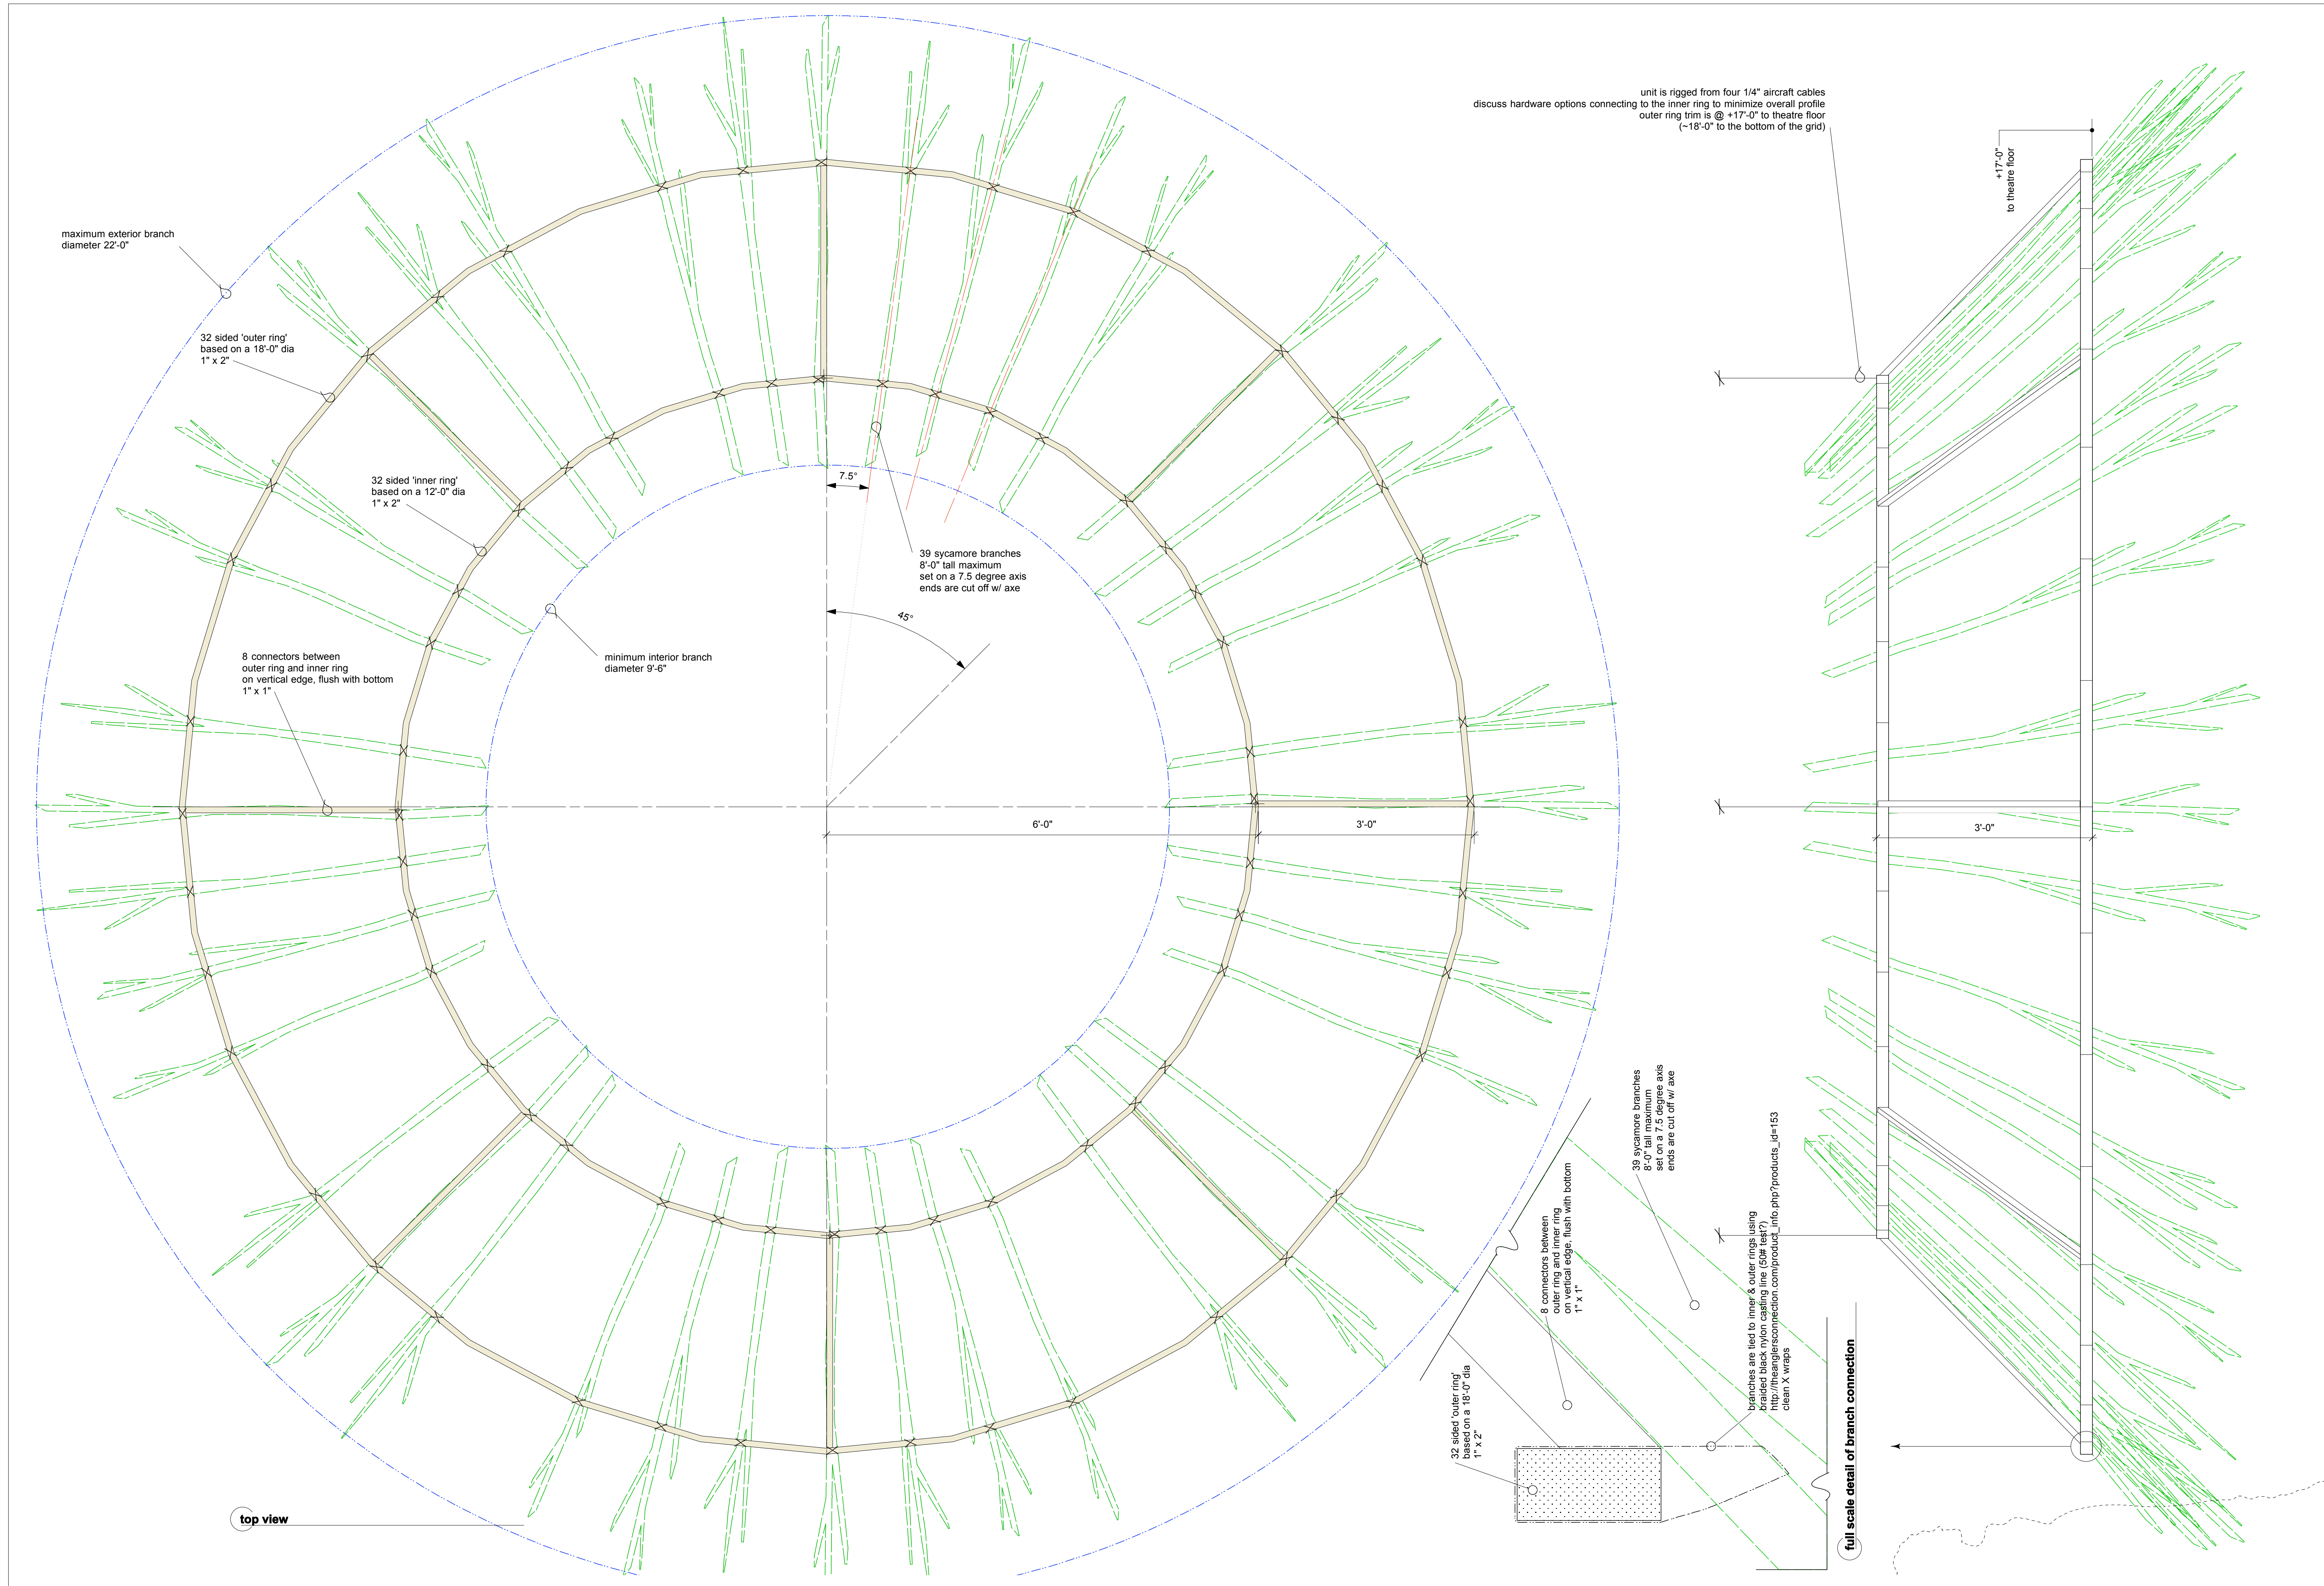 unit is rigged from four 1/4" aircraft cables
discuss hardware options connecting to the inner ring to minimize overall profile
outer ring trim is @ +17'-0" to theatre floor
(~18'-0" to the bottom of the grid)
+17'-0"
to theatre floor
maximum exterior branch
diameter 22'-0"
32 sided 'outer ring'
based on a 18'-0" dia
1" x 2"
32 sided 'inner ring'
based on a 12'-0" dia
1" x 2"
7.5°
39 sycamore branches
8'-0" tall maximum
set on a 7.5 degree axis
ends are cut off w/ axe
45°
minimum interior branch
diameter 9'-6"
8 connectors between
outer ring and inner ring
on vertical edge, flush with bottom
1" x 1"
6'-0"
3'-0"
3'-0"
39 sycamore branches
8'-0" tall maximum
set on a 7.5 degree axis
ends are cut off w/ axe
8 connectors between
outer ring and inner ring
on vertical edge, flush with bottom
1" x 1"
branches are tied to inner & outer rings using
braided black nylon casting line (50# test?)
http://theanglersconnection.com/product_info.php?products_id=153
clean X wraps
32 sided 'outer ring'
based on a 18'-0" dia
1" x 2"
full scale detail of branch connection
top view